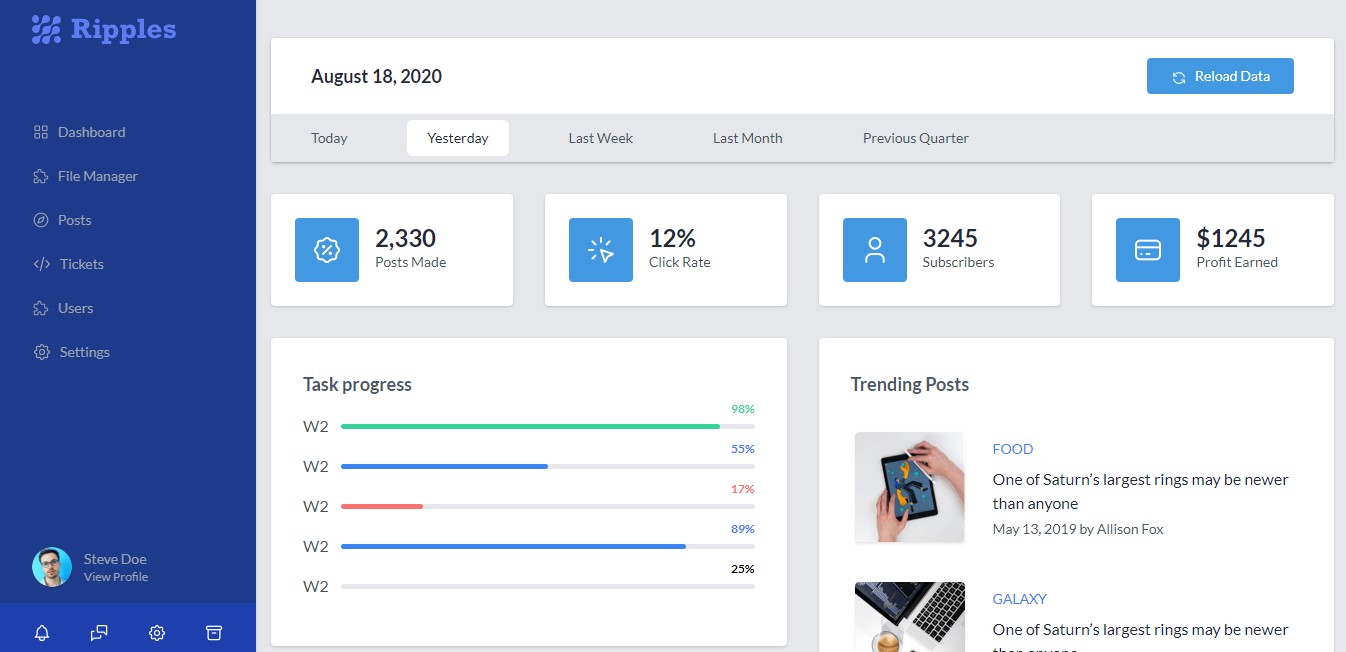 Ripples
Dashboard
File Manager
Posts
Tickets
Users
Settings
Steve Doe
View Profile
August 18, 2020
Reload Data
Today
Yesterday
Last Week
Last Month
Previous Quarter
2,330
Posts Made
12%
Click Rate
3245
Subscribers
$1245
Profit Earned
Task progress
98%
W2
55%
W2
17%
W2
89%
W2
25%
W2
Trending Posts
FOOD
One of Saturn’s largest rings may be newer
than anyone
May 13, 2019 by Allison Fox
GALAXY
One of Saturn’s largest rings may be newer
than anyone